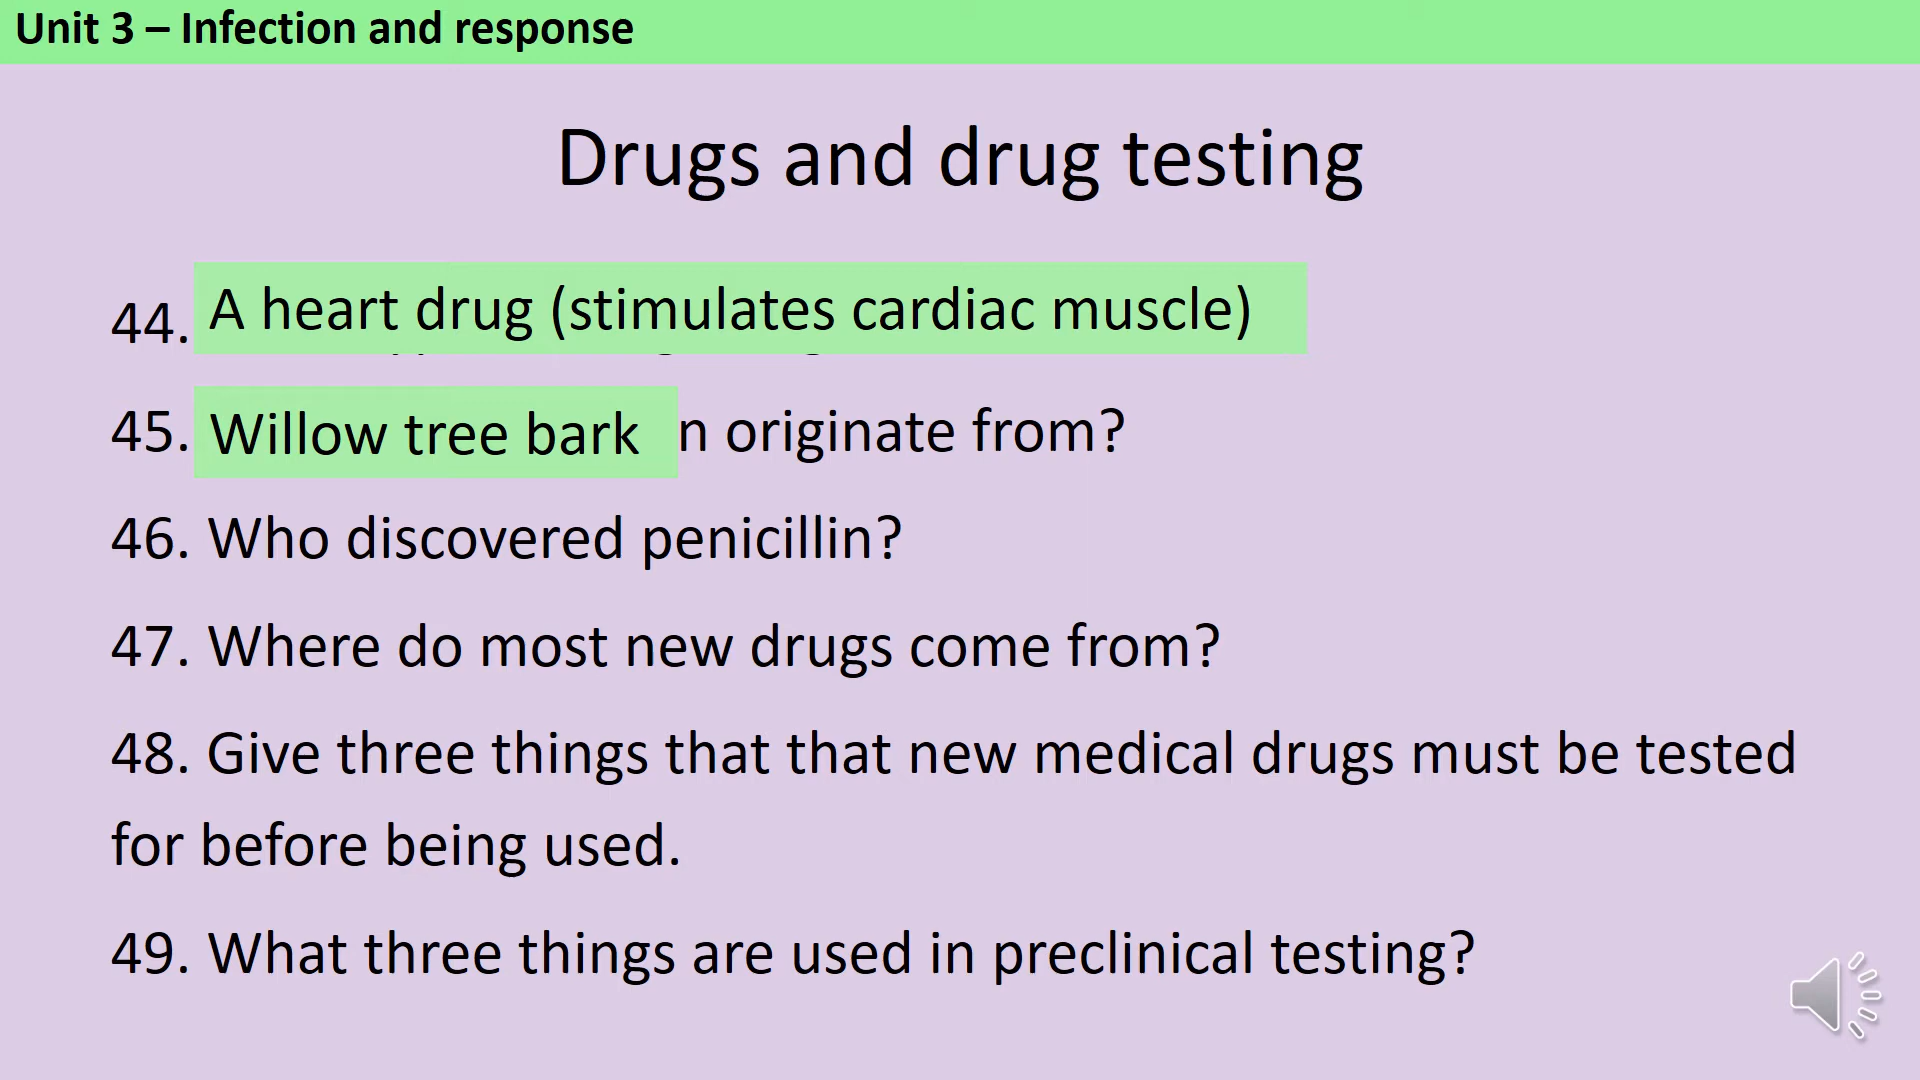 Unit 3 – Infection and response
Drugs and drug testing
44. A heart drug (stimulates cardiac muscle)
45. Willow tree bark n originate from?
46. Who discovered penicillin?
47. Where do most new drugs come from?
48. Give three things that that new medical drugs must be tested
for before being used.
49. What three things are used in preclinical testing?